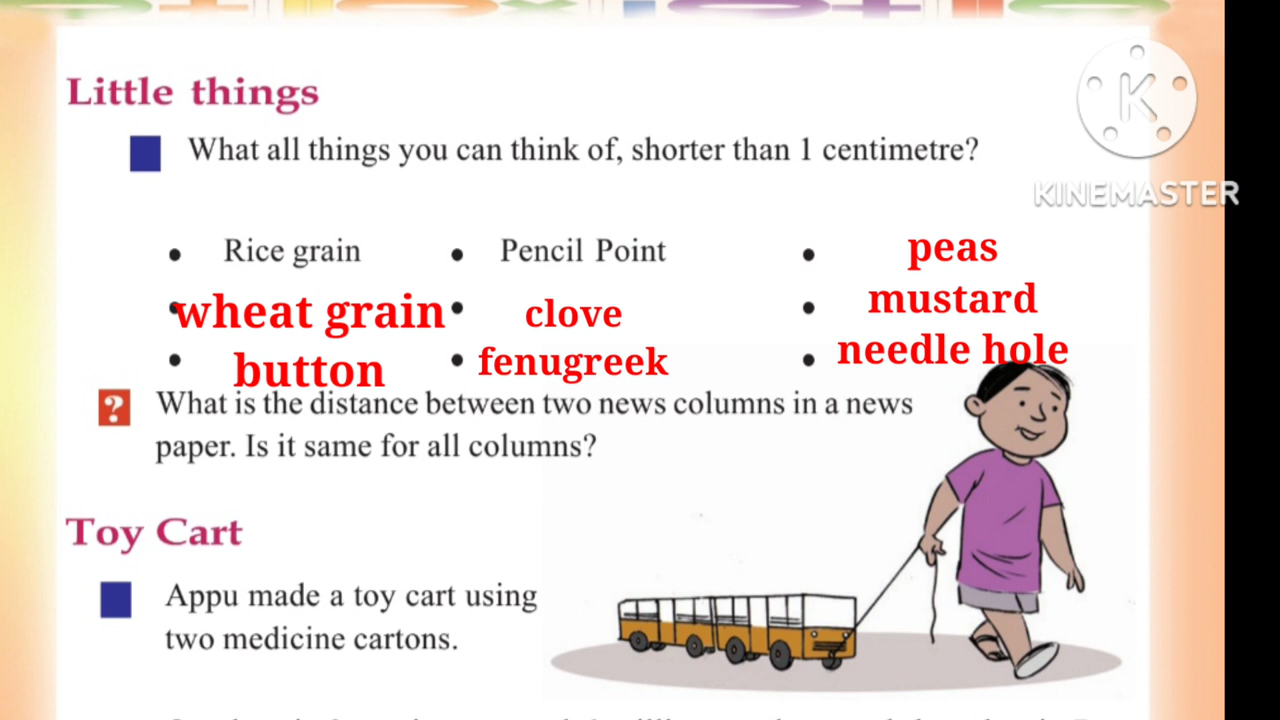 Little things
What all things you can think of, shorter than 1 centimetre?
K
KINEMASTER
• Rice grain • Pencil Point • peas
• wheat grain • clove • mustard
• button • fenugreek • needle hole
? What is the distance between two news columns in a news
paper. Is it same for all columns?
Toy Cart
Appu made a toy cart using
two medicine cartons.